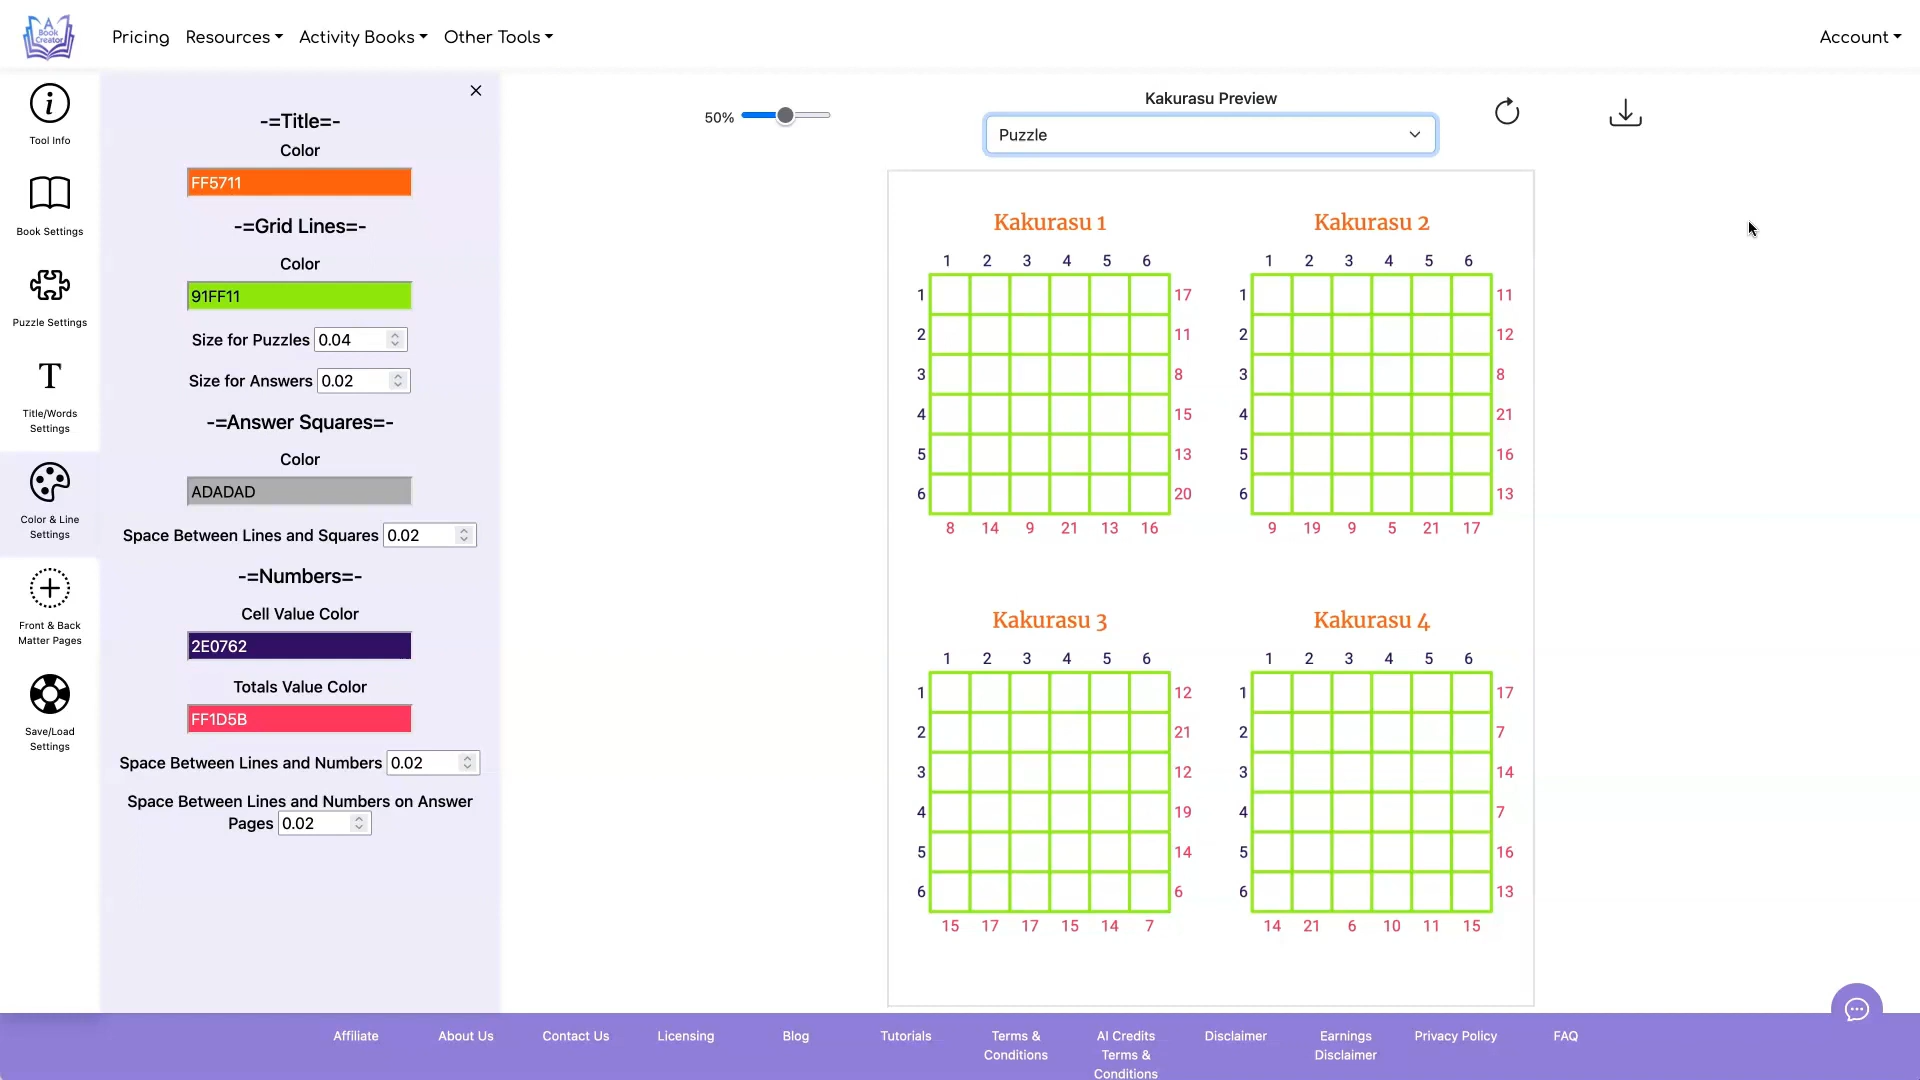 A
Book
Creator
Pricing
Resources
Activity Books
Other Tools
Account
Tool Info
Book Settings
Puzzle Settings
T
Title/Words
Settings
Color & Line
Settings
Front & Back
Matter Pages
Save/Load
Settings
-=Title=-
Color
FF5711
-=Grid Lines=-
Color
91FF11
Size for Puzzles 0.04
Size for Answers 0.02
-=Answer Squares=-
Color
ADADAD
Space Between Lines and Squares 0.02
-=Numbers=-
Cell Value Color
2E0762
Totals Value Color
FF1D5B
Space Between Lines and Numbers 0.02
Space Between Lines and Numbers on Answer
Pages 0.02
50%
Kakurasu Preview
Puzzle
Kakurasu 1
1 2 3 4 5 6
1 17
2 11
3 8
4 15
5 13
6 20
8 14 9 21 13 16
Kakurasu 2
1 2 3 4 5 6
1 11
2 12
3 8
4 21
5 16
6 13
9 19 9 5 21 17
Kakurasu 3
1 2 3 4 5 6
1 12
2 21
3 12
4 19
5 14
6 6
15 17 17 15 14 7
Kakurasu 4
1 2 3 4 5 6
1 17
2 7
3 14
4 7
5 16
6 13
14 21 6 10 11 15
Affiliate
About Us
Contact Us
Licensing
Blog
Tutorials
Terms &
Conditions
AI Credits
Terms &
Conditions
Disclaimer
Earnings
Disclaimer
Privacy Policy
FAQ